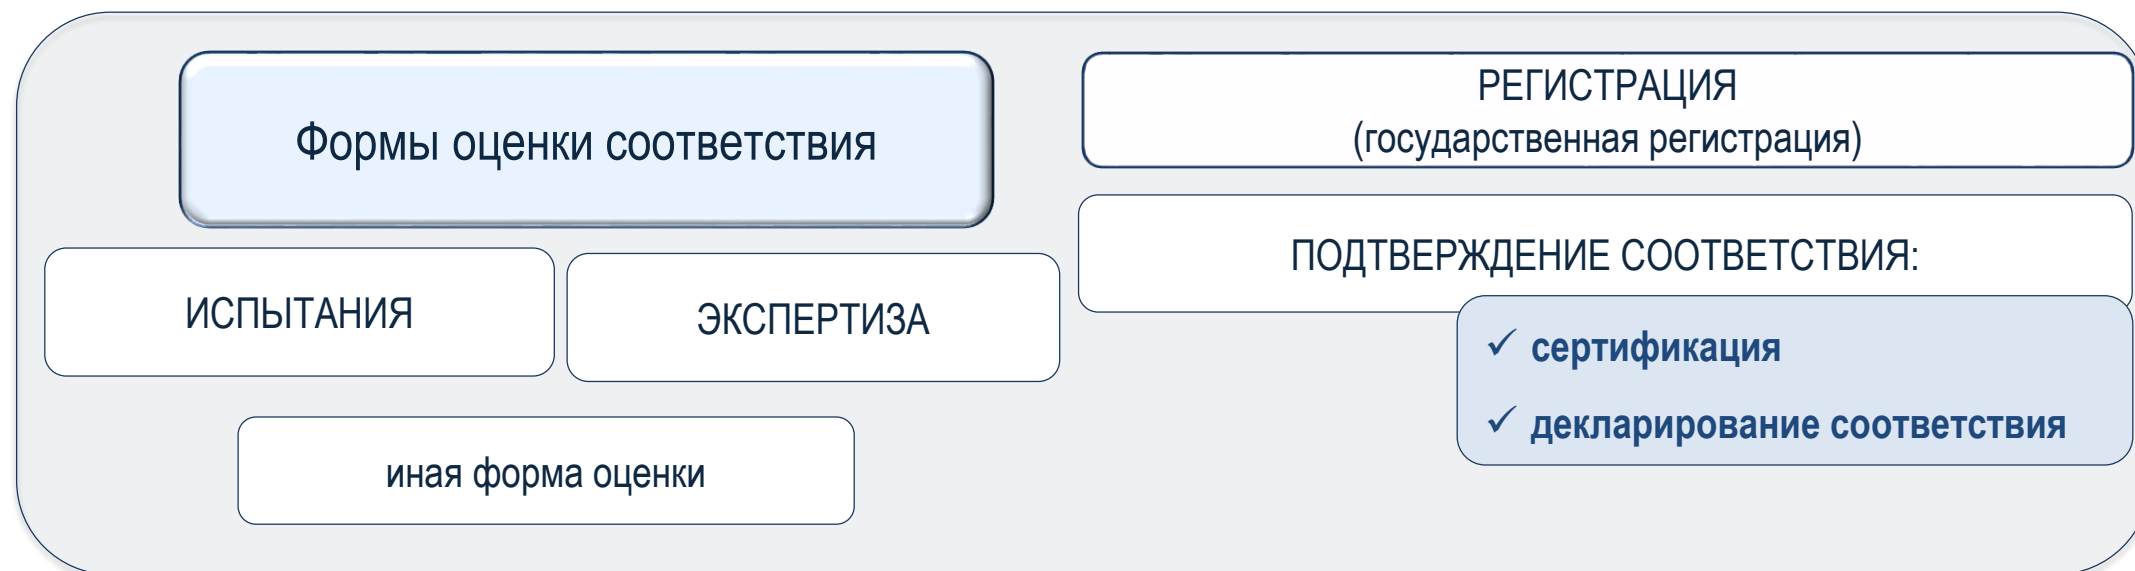 Формы оценки соответствия
РЕГИСТРАЦИЯ
(государственная регистрация)
ПОДТВЕРЖДЕНИЕ СООТВЕТСТВИЯ:
✓ сертификация
✓ декларирование соответствия
ИСПЫТАНИЯ
ЭКСПЕРТИЗА
иная форма оценки